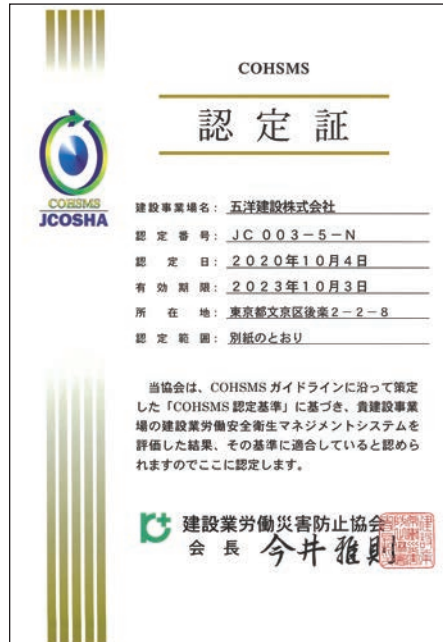 COHSMS
認定証
COHSMS
JCOSHA
建設事業場名：五洋建設株式会社
認定番号：JC 003-5-N
認定日：2020年10月4日
有効期限：2023年10月3日
所在地：東京都文京区後楽2-2-8
認定範囲：別紙のとおり
当協会は、COHSMS ガイドラインに沿って策定
した「COHSMS 認定基準」に基づき、貴建設事業
場の建設業労働安全衛生マネジメントシステムを
評価した結果、その基準に適合していると認めら
れますのでここに認定します。
建設業労働災害防止協会
会長 今井雅則